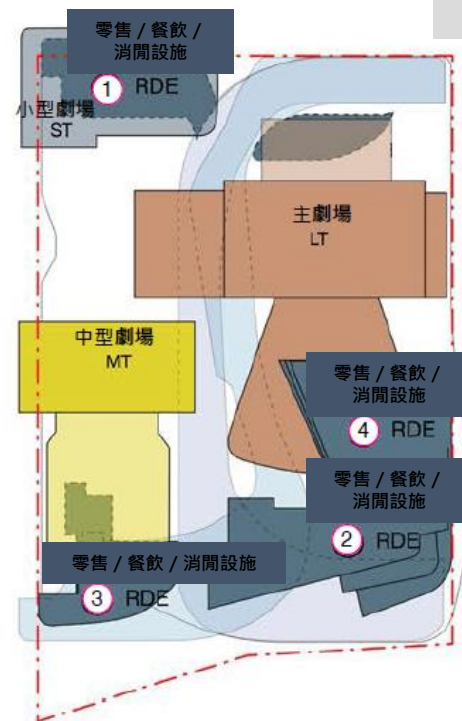 零售 / 餐飲 /
消閒設施
1 RDE
小型劇場
ST
主劇場
LT
中型劇場
MT
零售 / 餐飲 /
消閒設施
4 RDE
零售 / 餐飲 /
消閒設施
2 RDE
零售 / 餐飲 / 消閒設施
3 RDE